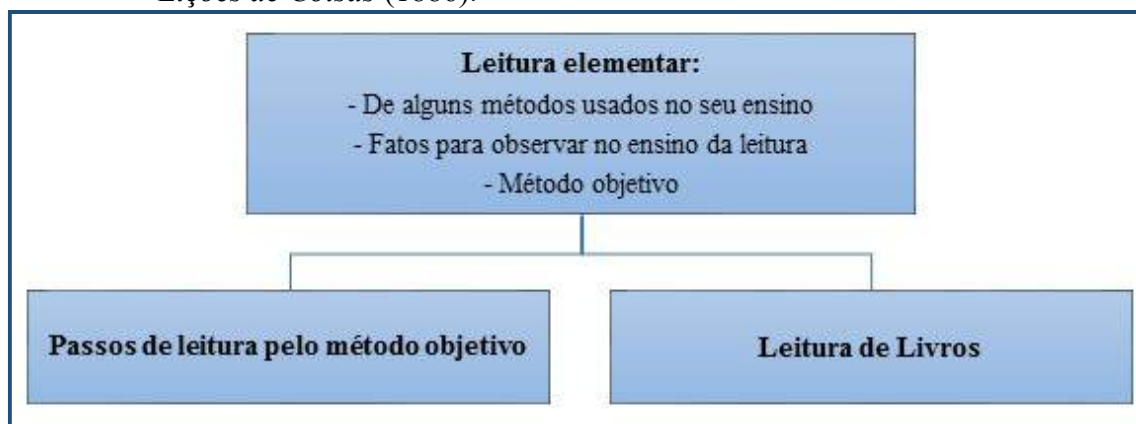 Lições de Coisas (1886).
Leitura elementar:
- De alguns métodos usados no seu ensino
- Fatos para observar no ensino da leitura
- Método objetivo
Passos de leitura pelo método objetivo
Leitura de Livros